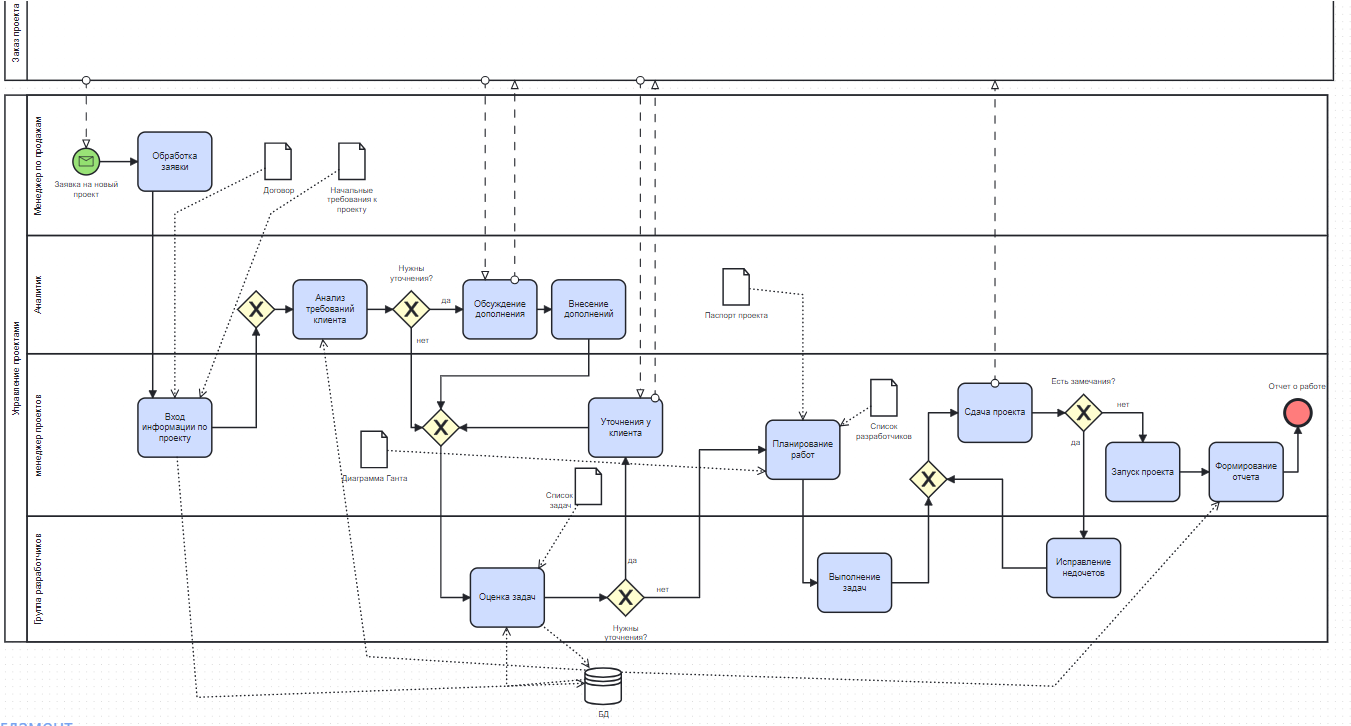 Заказ проекта
Управление проектами
Менеджер по продажам
Заявка на новый
проект
Обработка
заявки
Договор
Начальные
требования к
проекту
Аналитик
Анализ
требований
клиента
Нужны
уточнения?
да
нет
Обсуждение
дополнения
Внесение
дополнений
Паспорт проекта
менеджер проектов
Вход
информации по
проекту
Диаграмма Ганта
Уточнения у
клиента
Список
задач
Планирование
работ
Список
разработчиков
Сдача проекта
Есть замечания?
нет
да
Запуск проекта
Формирование
отчета
Отчет о работе
Группа разработчиков
Оценка задач
да
нет
Нужны
уточнения?
Выполнение
задач
Исправление
недочетов
БД